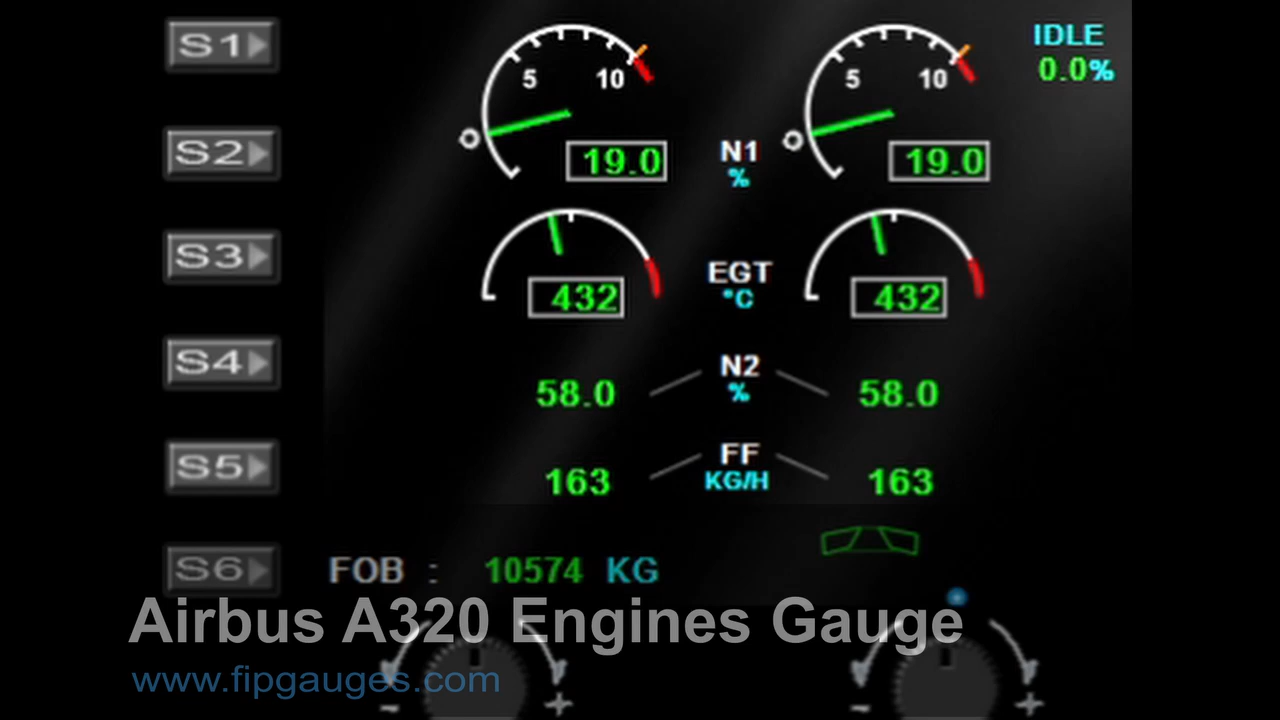 S1
IDLE
0.0%
5 10
5 10
19.0 N1 19.0
%
S2
S3
EGT
432 °C 432
S4
N2
58.0 % 58.0
S5
FF
163 KG/H 163
S6
FOB : 10574 KG
Airbus A320 Engines Gauge
www.fipgauges.com
- + - +